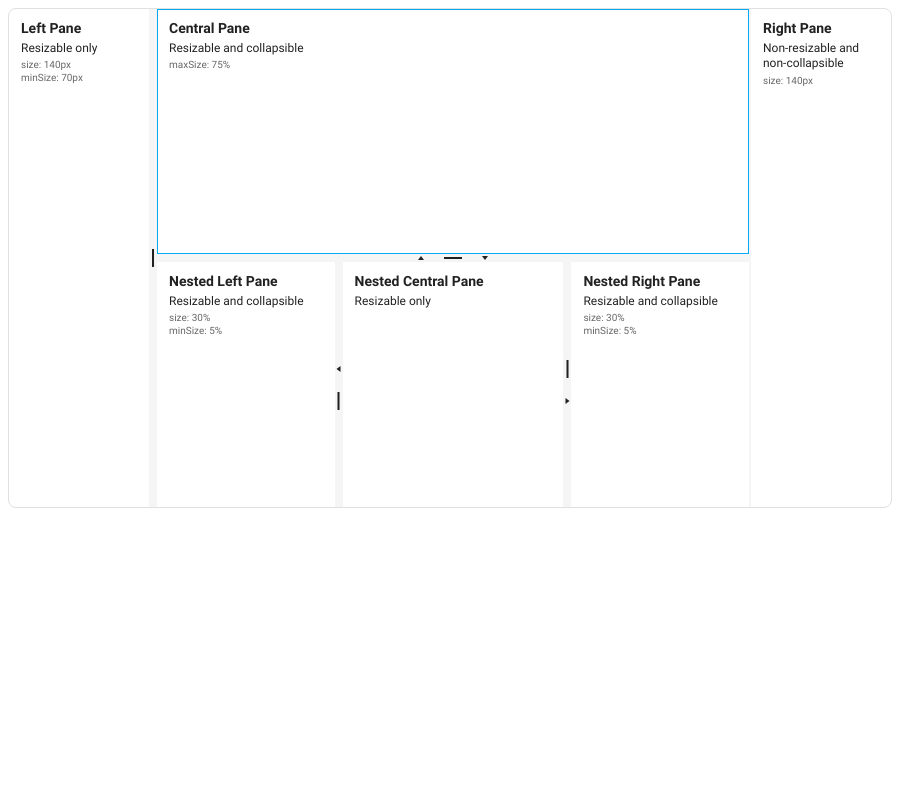 Left Pane
Resizable only
size: 140px
minSize: 70px
Central Pane
Resizable and collapsible
maxSize: 75%
Right Pane
Non-resizable and
non-collapsible
size: 140px
Nested Left Pane
Resizable and collapsible
size: 30%
minSize: 5%
Nested Central Pane
Resizable only
Nested Right Pane
Resizable and collapsible
size: 30%
minSize: 5%